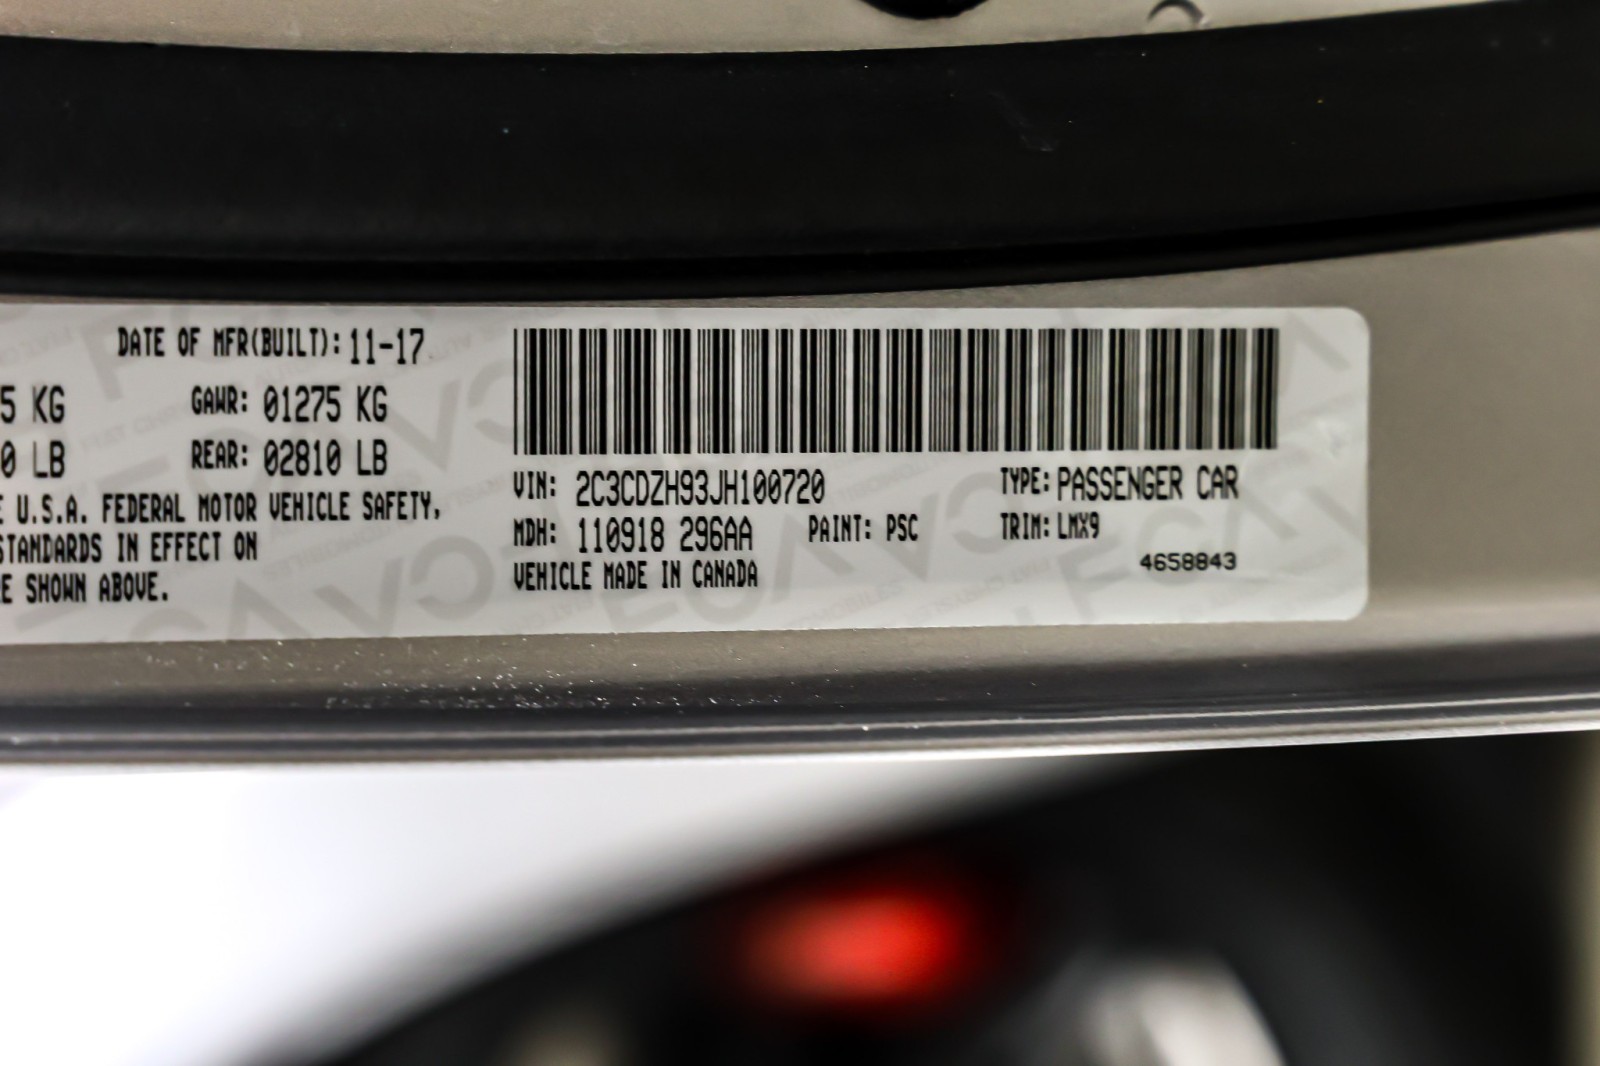 DATE OF MFR(BUILT): 11-17
5 KG GAWR: 01275 KG
0 LB REAR: 02810 LB
E U.S.A. FEDERAL MOTOR VEHICLE SAFETY,
STANDARDS IN EFFECT ON
E SHOWN ABOVE.
VIN: 2C3CDZH93JH100720 TYPE: PASSENGER CAR
MDH: 110918 296AA PAINT: PSC TRIM: LMX9
VEHICLE MADE IN CANADA 4658843